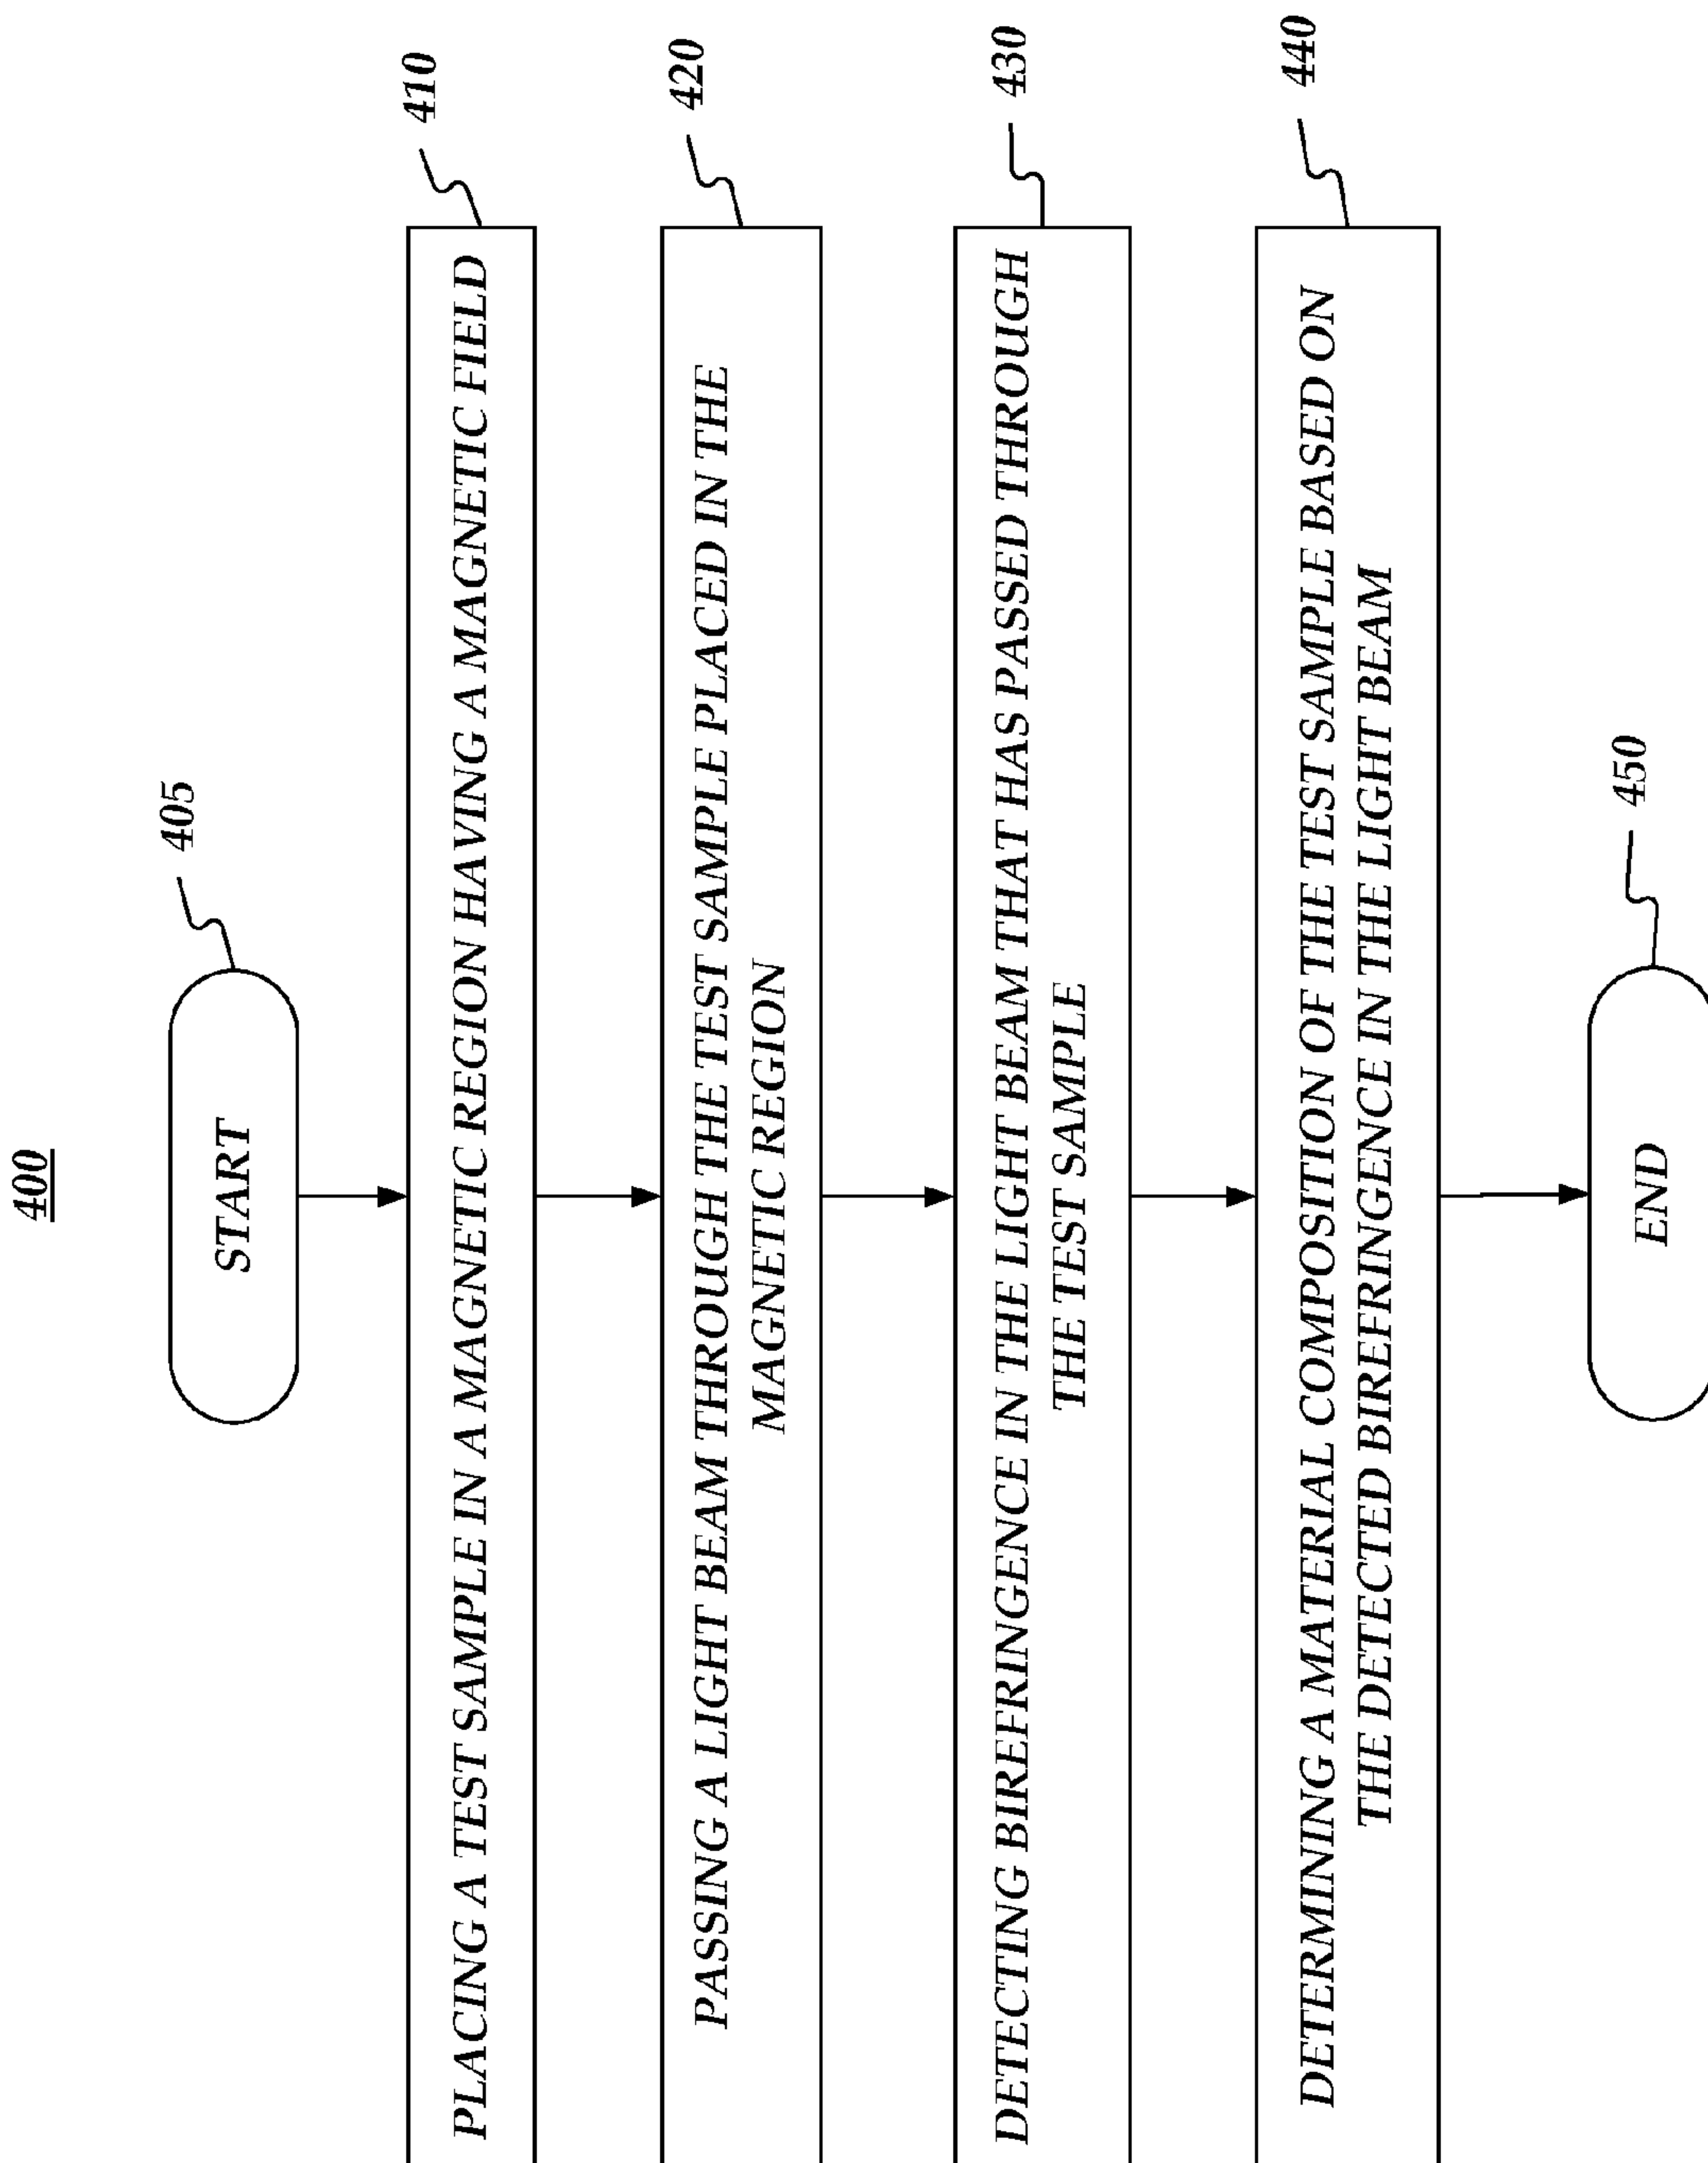 400
START
405
PLACING A TEST SAMPLE IN A MAGNETIC REGION HAVING A MAGNETIC FIELD
410
PASSING A LIGHT BEAM THROUGH THE TEST SAMPLE PLACED IN THE
MAGNETIC REGION
420
DETECTING BIREFRINGENCE IN THE LIGHT BEAM THAT HAS PASSED THROUGH
THE TEST SAMPLE
430
DETERMINING A MATERIAL COMPOSITION OF THE TEST SAMPLE BASED ON
THE DETECTED BIREFRINGENCE IN THE LIGHT BEAM
440
END
450